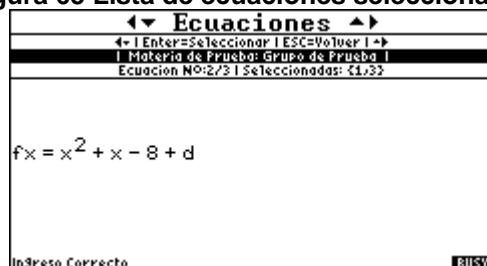 Ecuaciones
| Enter=Seleccionar | ESC=Volver |
| Materia de Prueba: Grupo de Prueba |
Ecuacion Nº:2/3 | Seleccionadas: {1,3}
fx = x² + x − 8 + d
Ingreso Correcto
BUSY